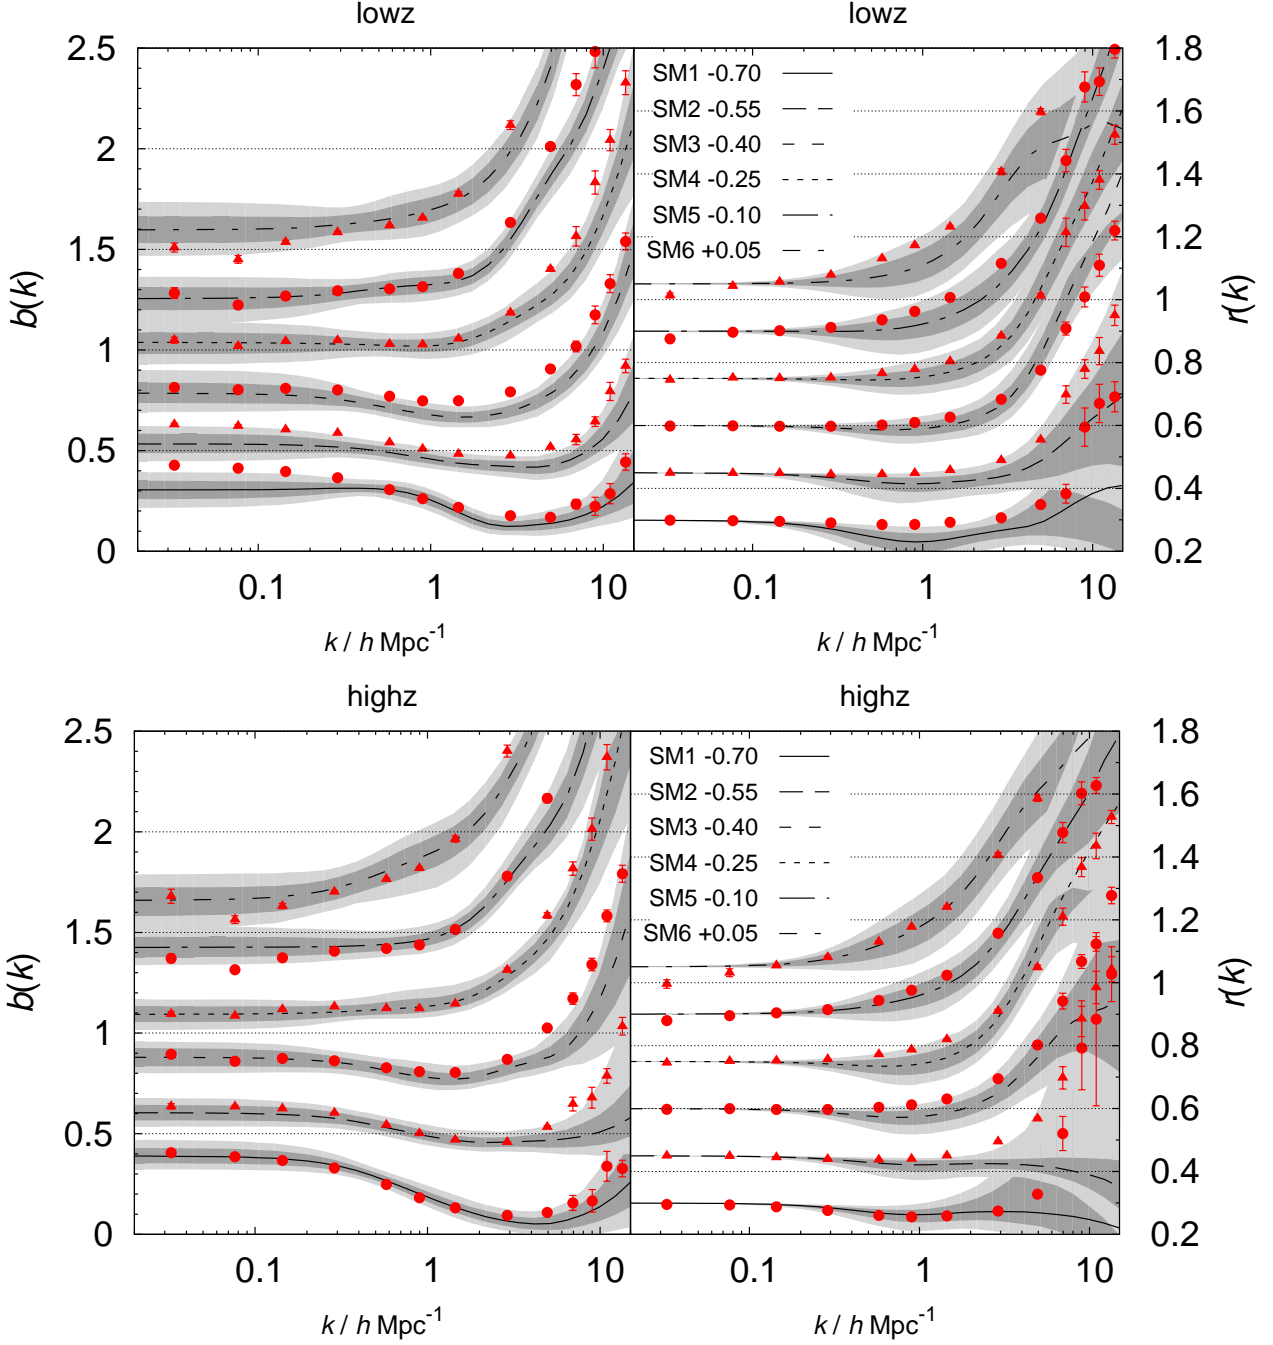 lowz
lowz
2.5
2
1.5
1
0.5
0
b(k)
SM1 -0.70
SM2 -0.55
SM3 -0.40
SM4 -0.25
SM5 -0.10
SM6 +0.05
1.8
1.6
1.4
1.2
1
0.8
0.6
0.4
0.2
r(k)
0.1 1 10
0.1 1 10
k / h Mpc⁻¹
k / h Mpc⁻¹
highz
highz
2.5
2
1.5
1
0.5
0
b(k)
SM1 -0.70
SM2 -0.55
SM3 -0.40
SM4 -0.25
SM5 -0.10
SM6 +0.05
1.8
1.6
1.4
1.2
1
0.8
0.6
0.4
0.2
r(k)
0.1 1 10
0.1 1 10
k / h Mpc⁻¹
k / h Mpc⁻¹